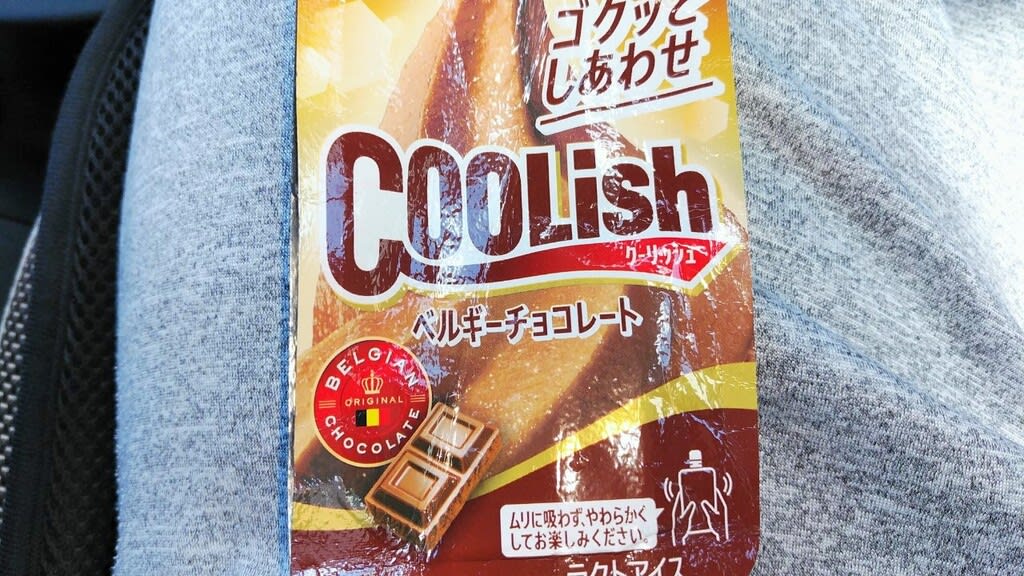 ゴクッと
しあわせ
COOLish
クーリッシュ
ベルギーチョコレート
BELGIAN
ORIGINAL
CHOCOLATE
ムリに吸わず、やわらかく
してお楽しみください。
ラクトアイス